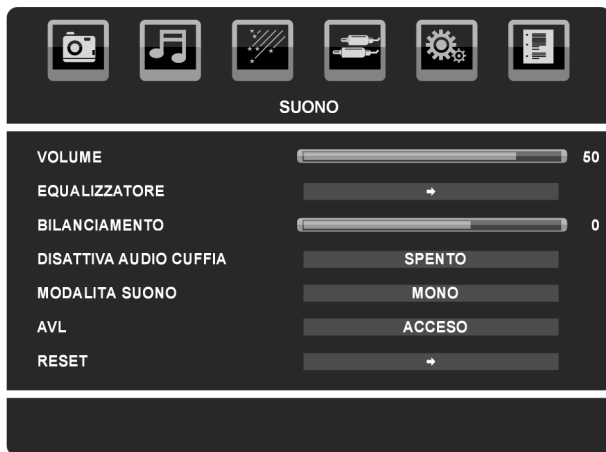 SUONO
VOLUME 50
EQUALIZZATORE
BILANCIAMENTO 0
DISATTIVA AUDIO CUFFIA SPENTO
MODALITA SUONO MONO
AVL ACCESO
RESET